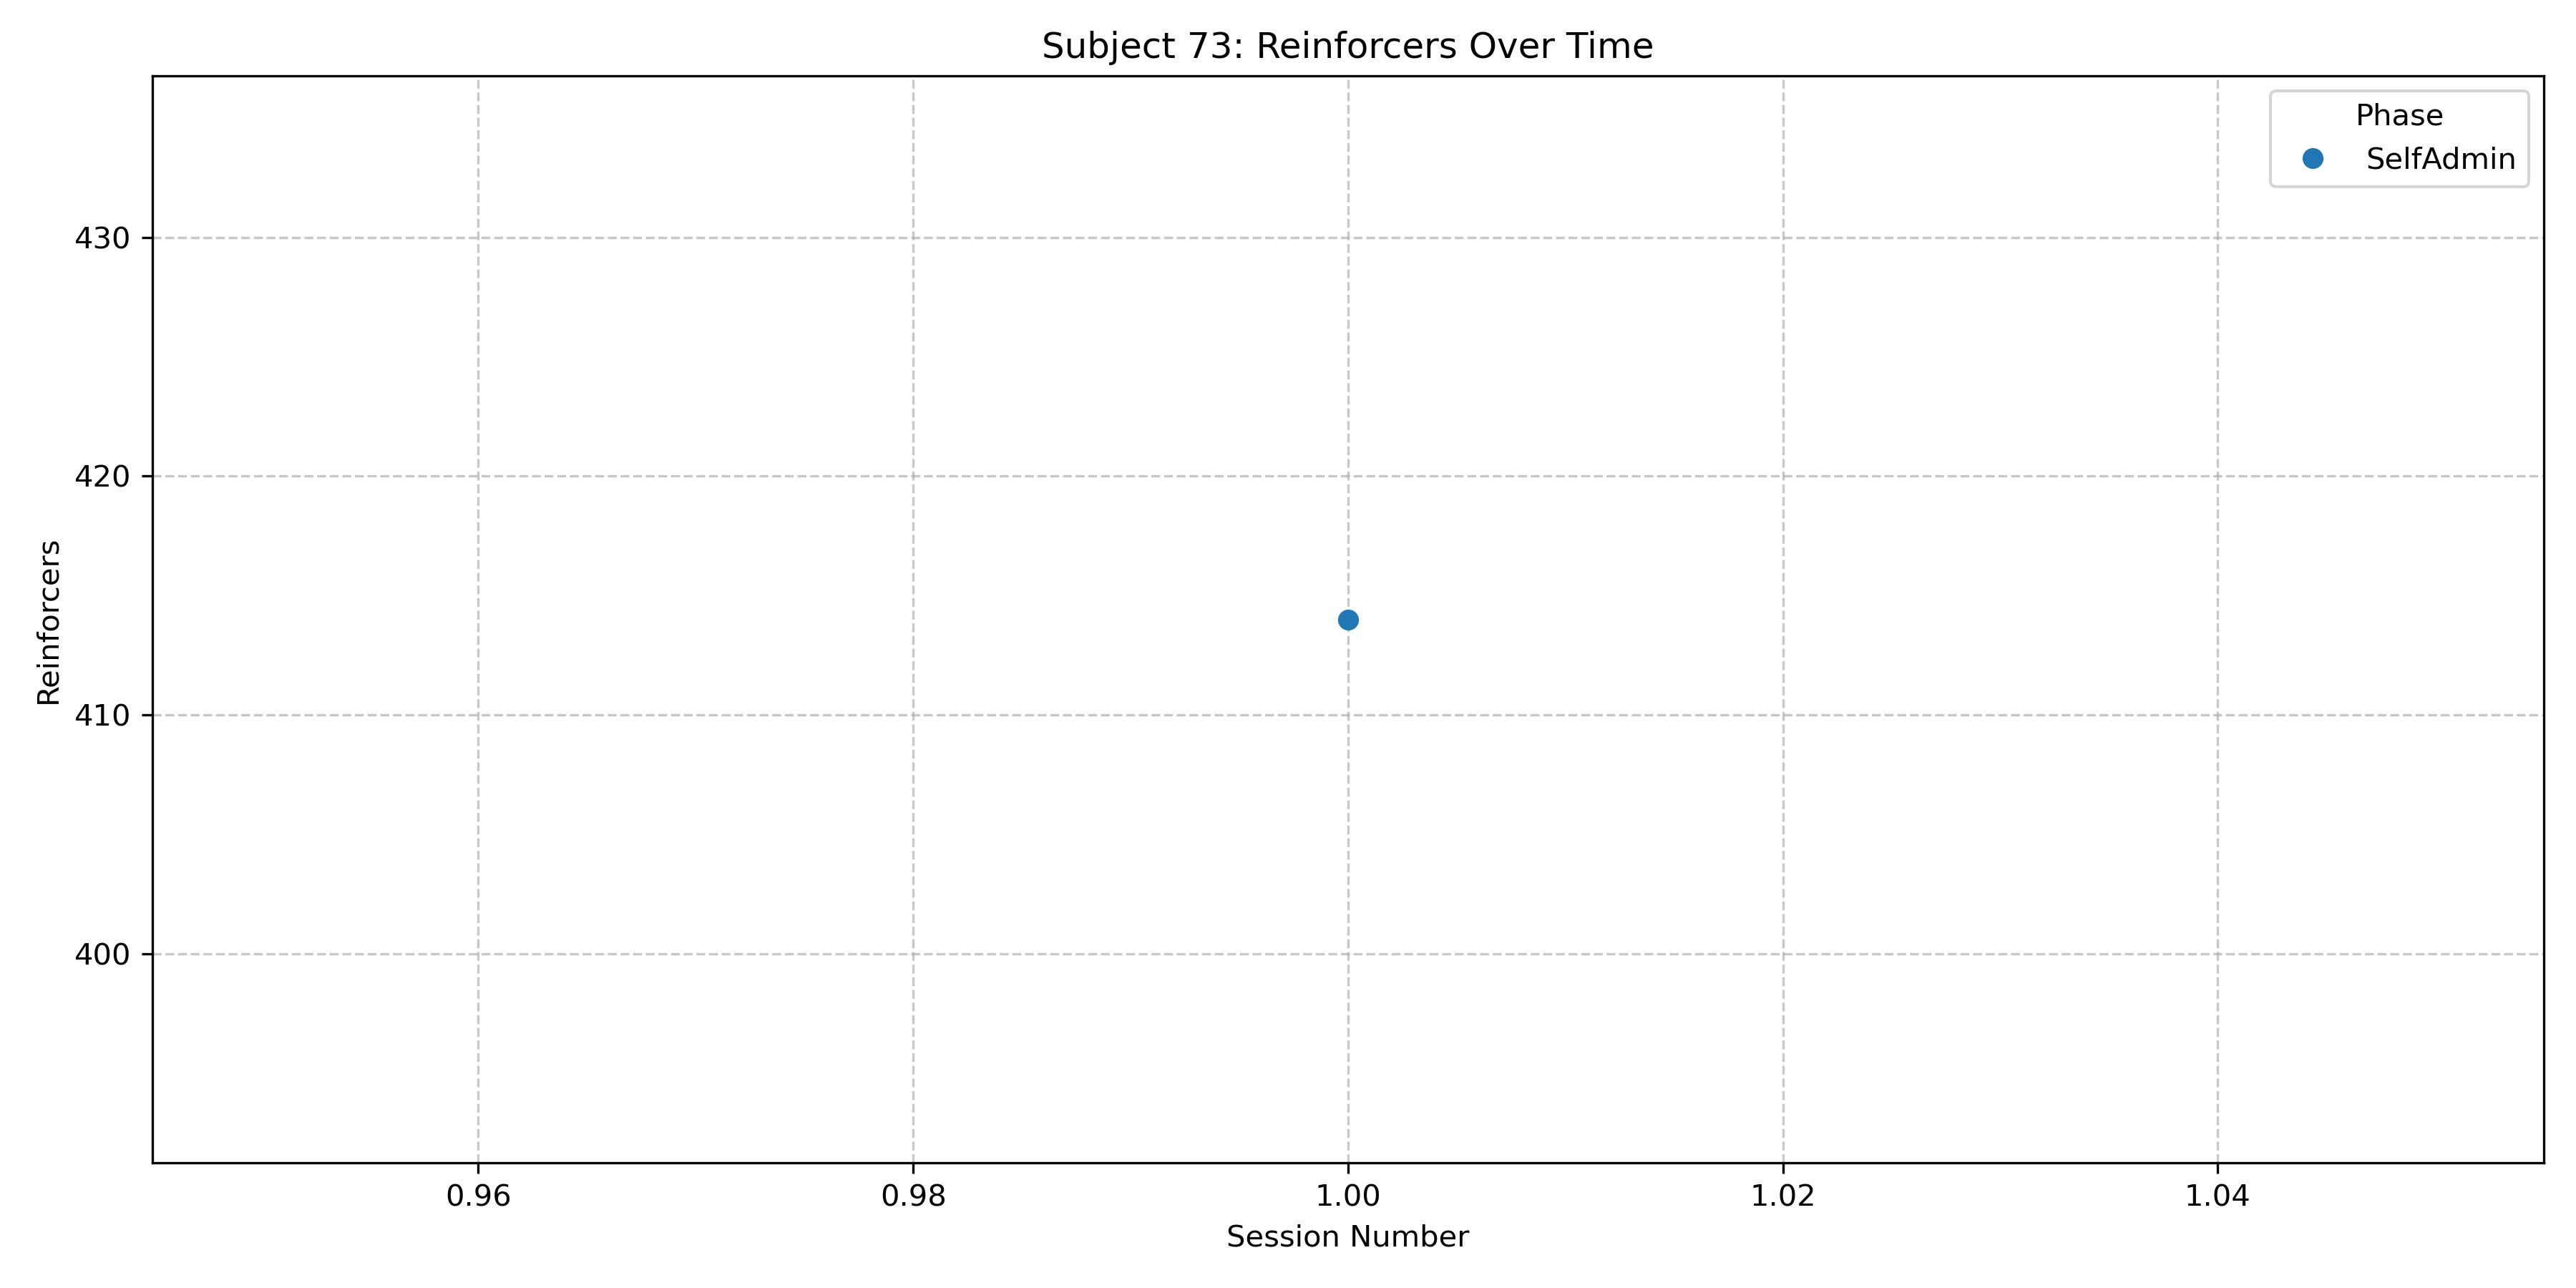 Subject 73: Reinforcers Over Time
Phase
SelfAdmin
430
420
410
400
Reinforcers
0.96
0.98
1.00
1.02
1.04
Session Number